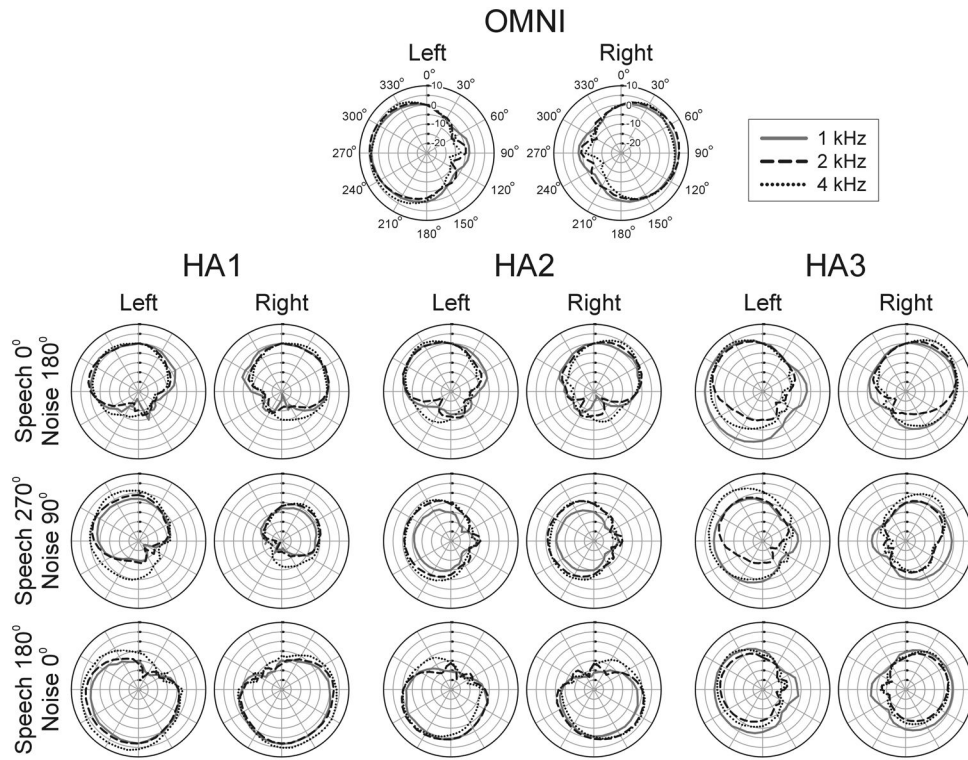 OMNI
Left Right
0° 0°
330° 10 30° 330° 10 30°
300° 0 60° 300° 0 60°
-10 -10
-20 -20
270° 90° 270° 90°
240° 120° 240° 120°
210° 150° 210° 150°
180° 180°
1 kHz
2 kHz
4 kHz
HA1 HA2 HA3
Left Right Left Right Left Right
Speech 0°
Noise 180°
Speech 270°
Noise 90°
Speech 180°
Noise 0°